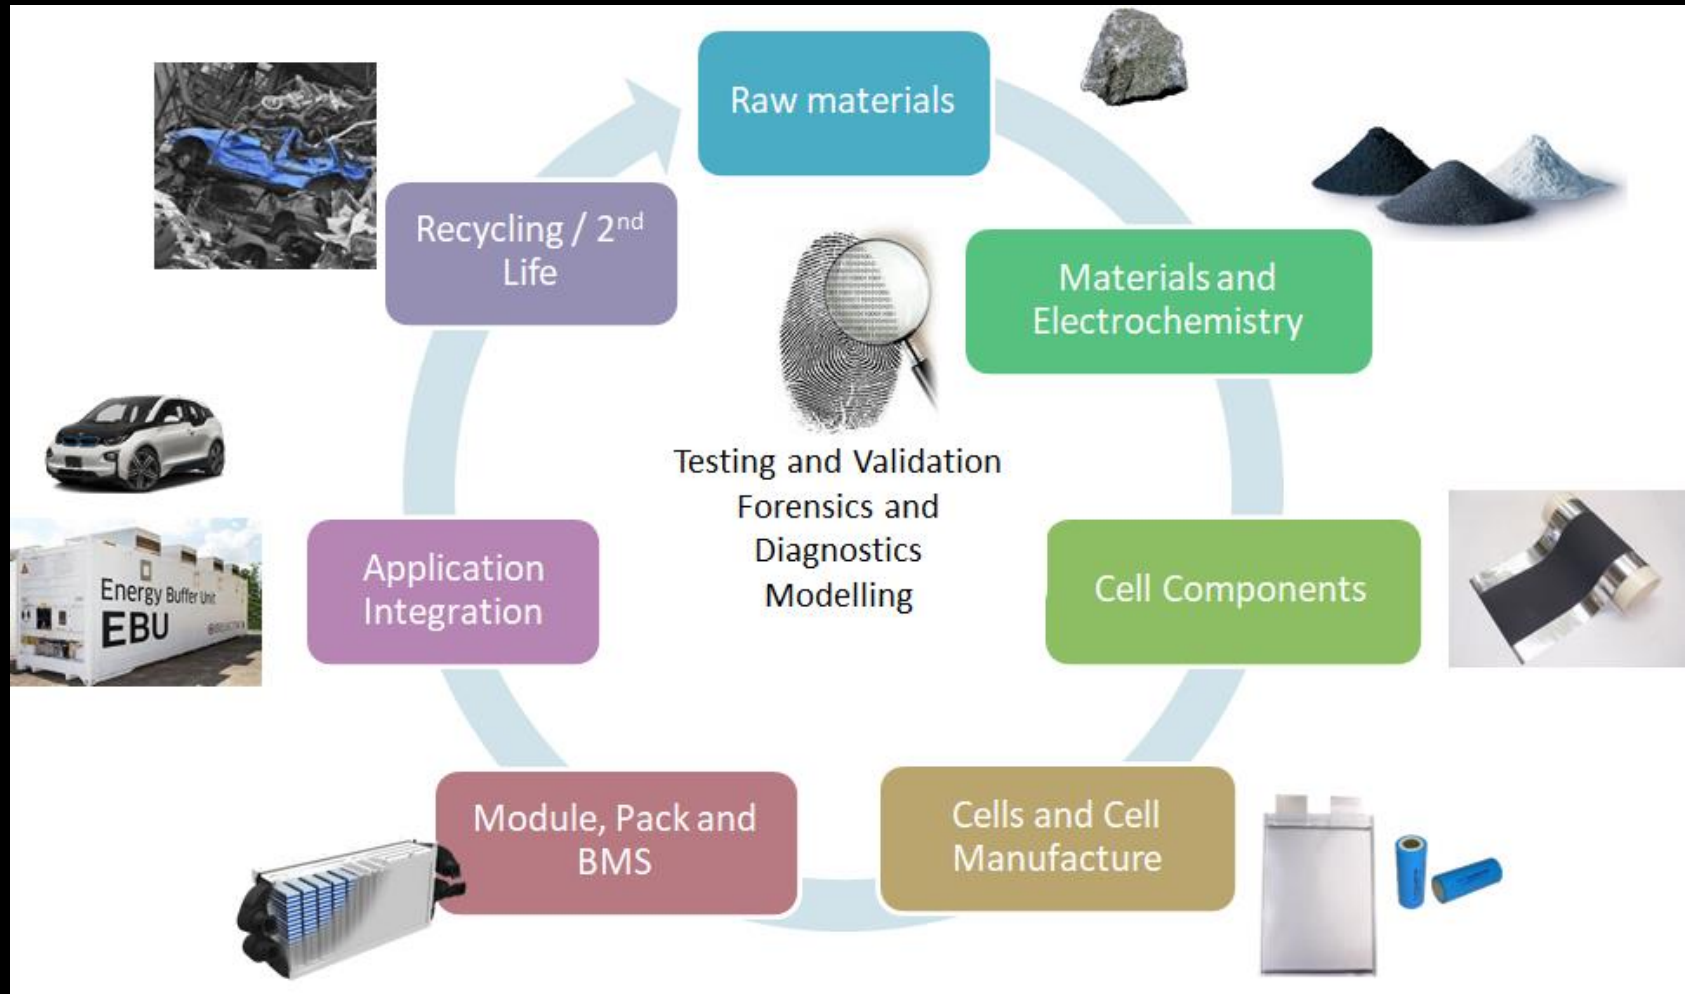 Raw materials
Materials and
Electrochemistry
Cell Components
Cells and Cell
Manufacture
Module, Pack and
BMS
Application
Integration
Recycling / 2nd
Life
Testing and Validation
Forensics and
Diagnostics
Modelling
Energy Buffer Unit
EBU